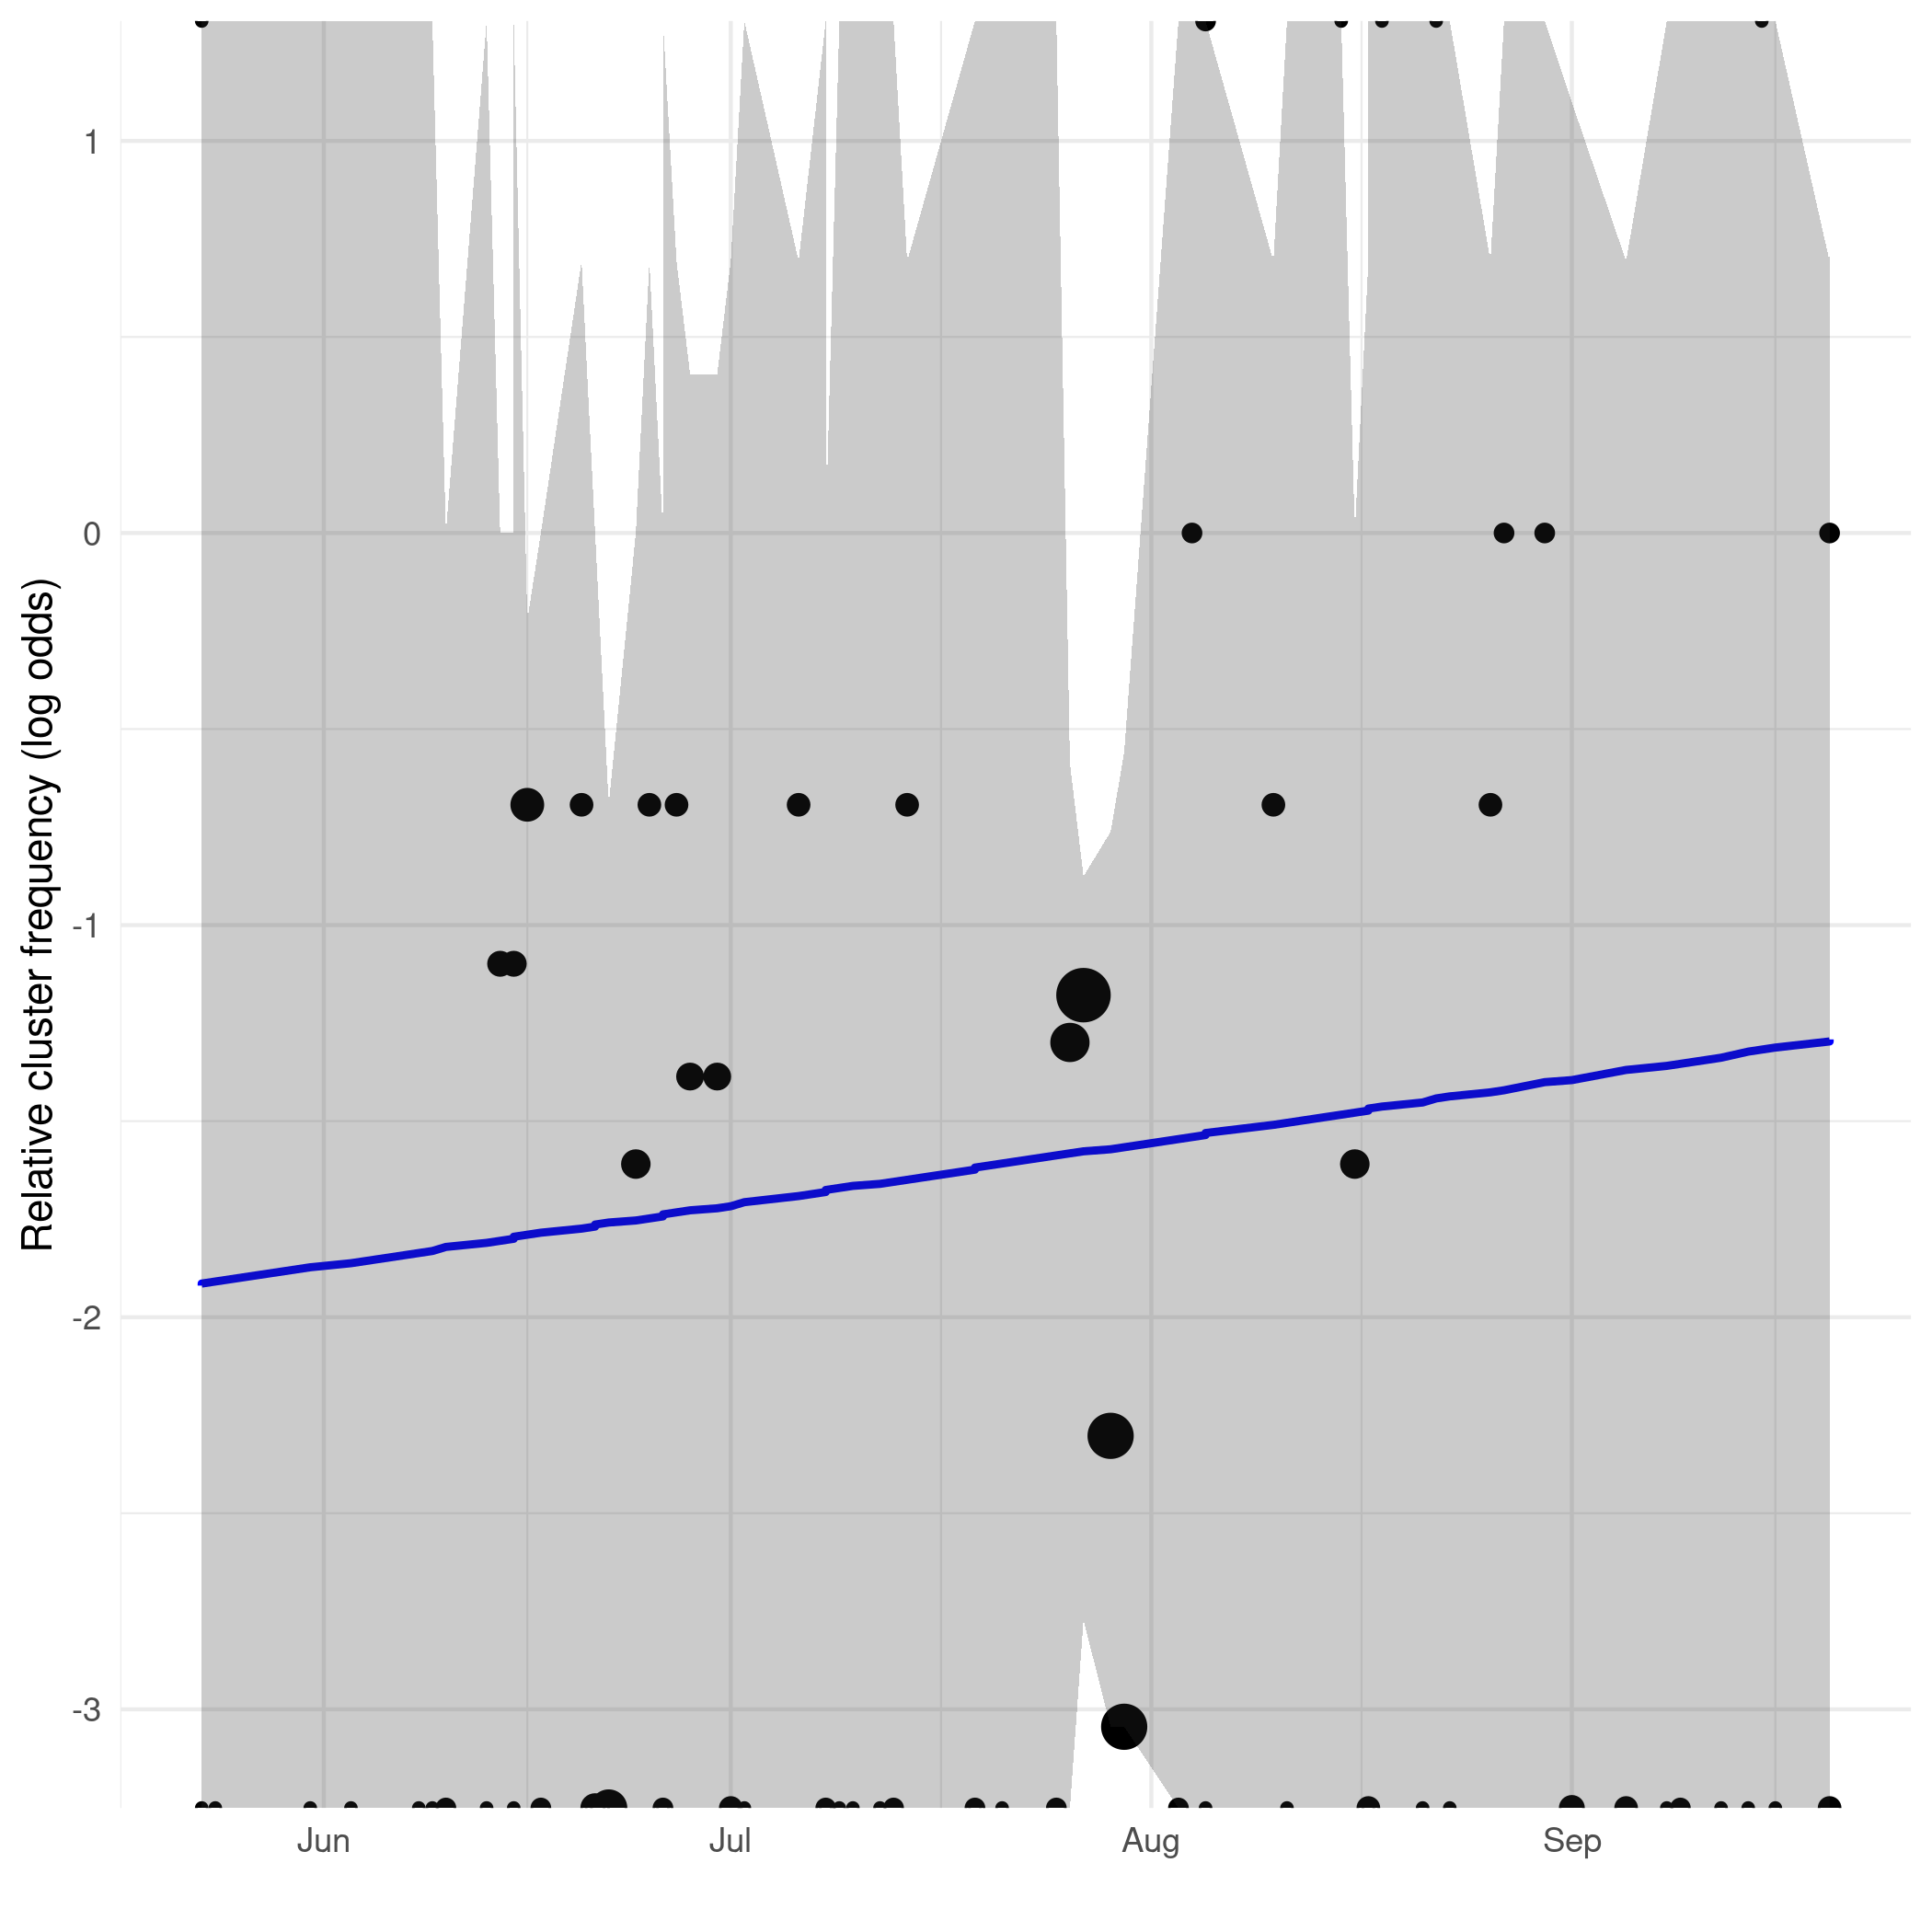 Relative cluster frequency (log odds)
1
0
-1
-2
-3
Jun
Jul
Aug
Sep